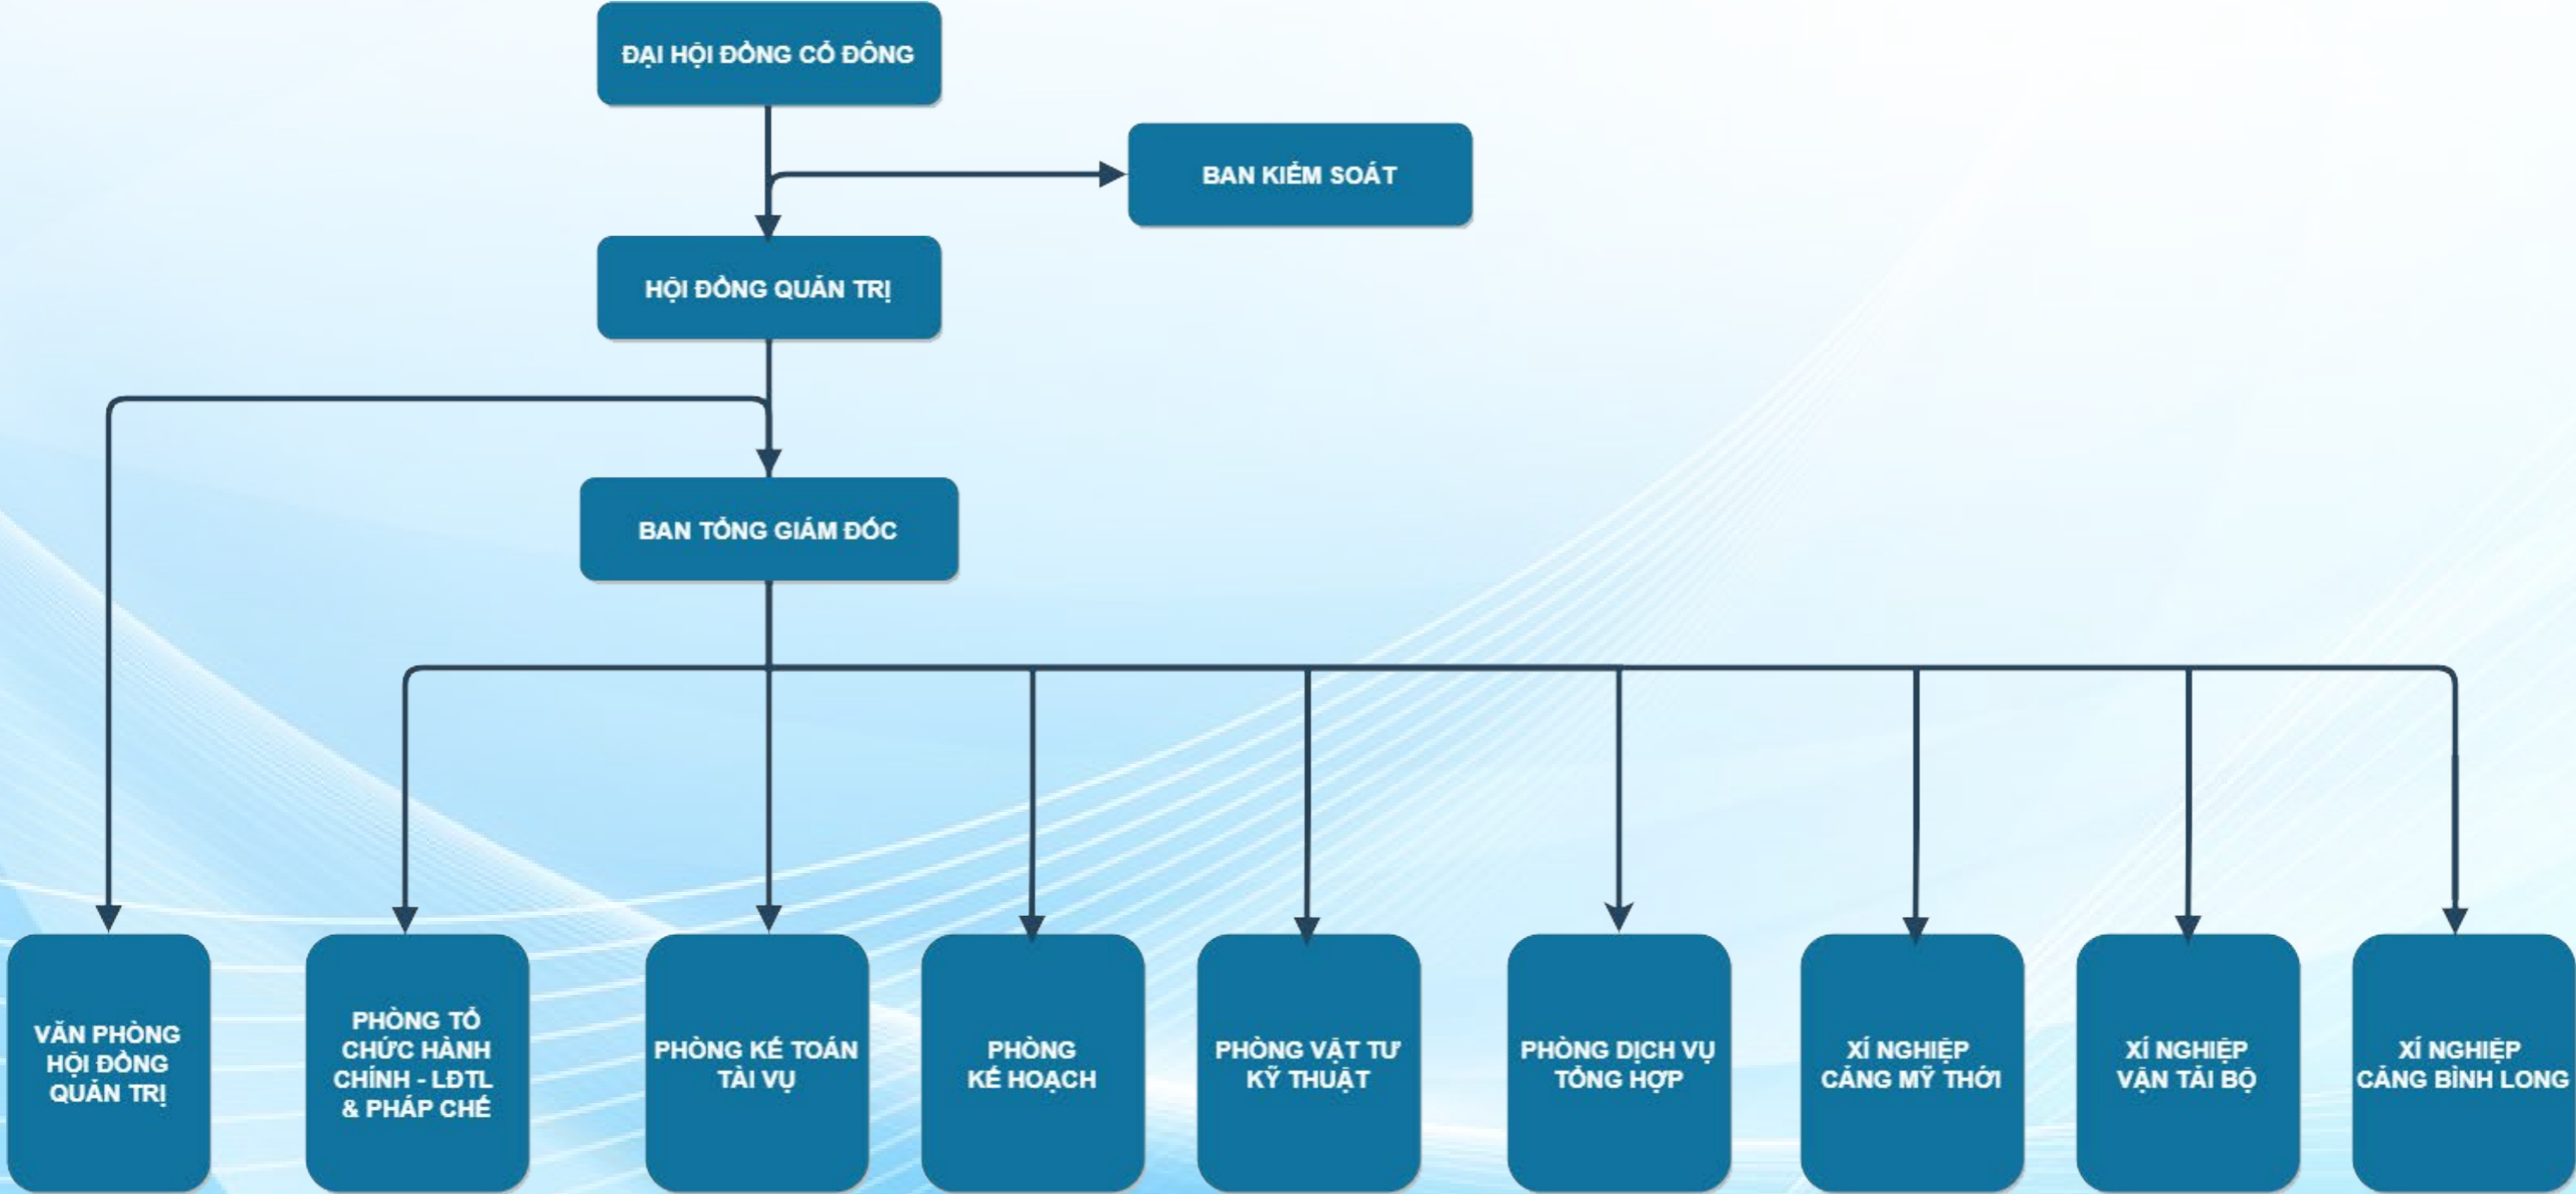 ĐẠI HỘI ĐỒNG CỔ ĐÔNG
BAN KIỂM SOÁT
HỘI ĐỒNG QUẢN TRỊ
BAN TỔNG GIÁM ĐỐC
VĂN PHÒNG
HỘI ĐỒNG
QUẢN TRỊ
PHÒNG TỔ
CHỨC HÀNH
CHÍNH - LĐTL
& PHÁP CHẾ
PHÒNG KẾ TOÁN
TÀI VỤ
PHÒNG
KẾ HOẠCH
PHÒNG VẬT TƯ
KỸ THUẬT
PHÒNG DỊCH VỤ
TỔNG HỢP
XÍ NGHIỆP
CẢNG MỸ THỚI
XÍ NGHIỆP
VẬN TẢI BỘ
XÍ NGHIỆP
CẢNG BÌNH LONG